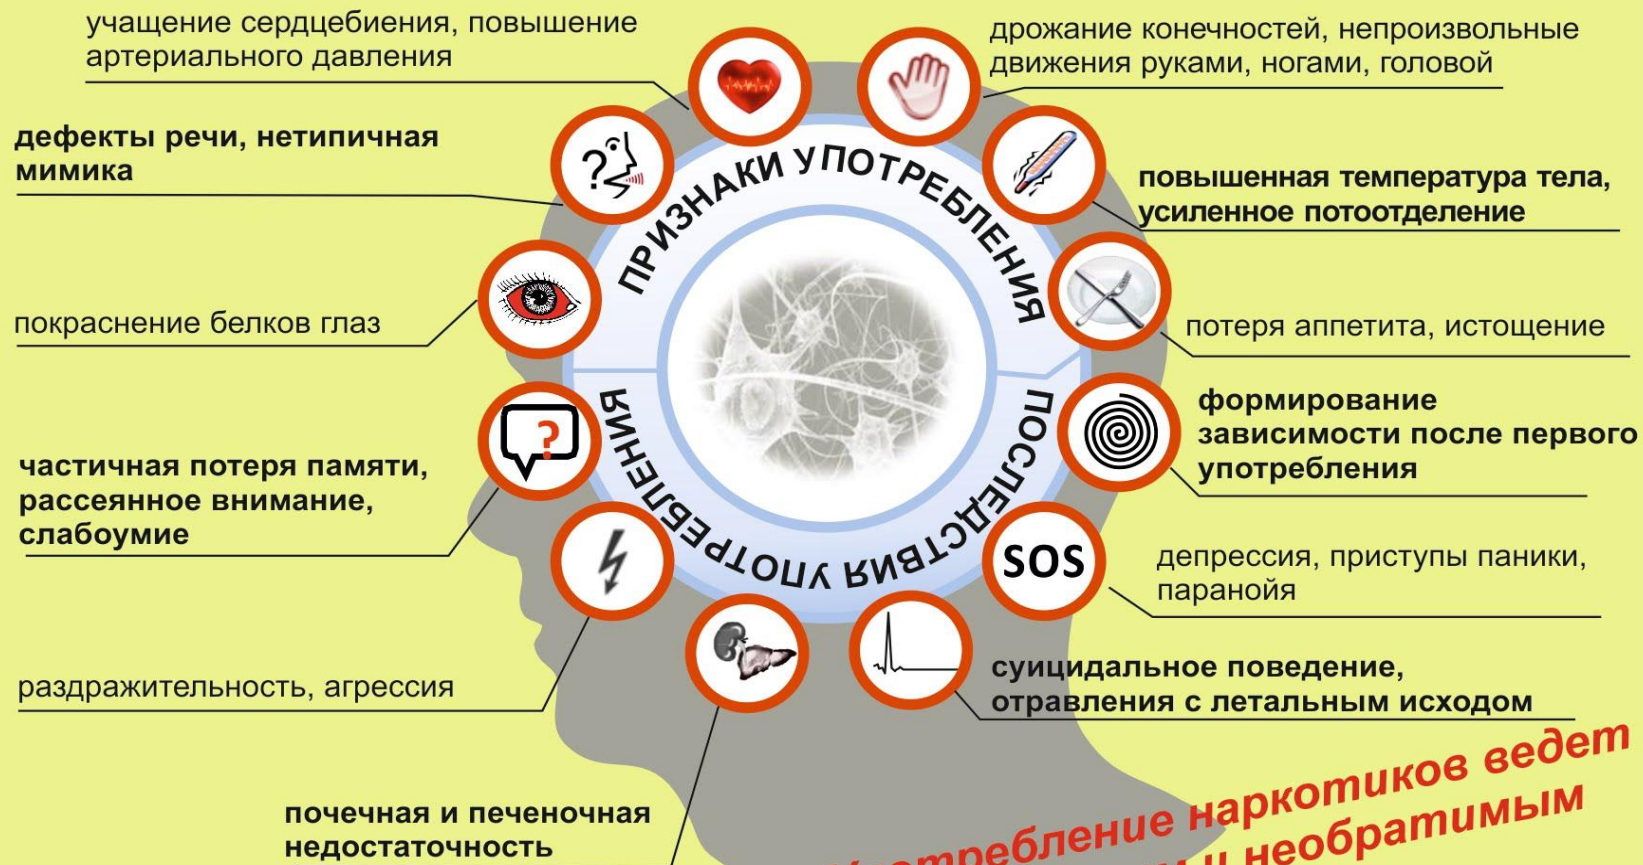 учащение сердцебиения, повышение
артериального давления
дрожание конечностей, непроизвольные
движения руками, ногами, головой
дефекты речи, нетипичная
мимика
повышенная температура тела,
усиленное потоотделение
ПРИЗНАКИ УПОТРЕБЛЕНИЯ
покраснение белков глаз
потеря аппетита, истощение
?
формирование
зависимости после первого
употребления
частичная потеря памяти,
рассеянное внимание,
слабоумие
?
ПОСЛЕДСТВИЯ УПОТРЕБЛЕНИЯ
SOS
депрессия, приступы паники,
паранойя
раздражительность, агрессия
суицидальное поведение,
отравления с летальным исходом
почечная и печеночная
недостаточность
наркотиков ведет
и необратимым